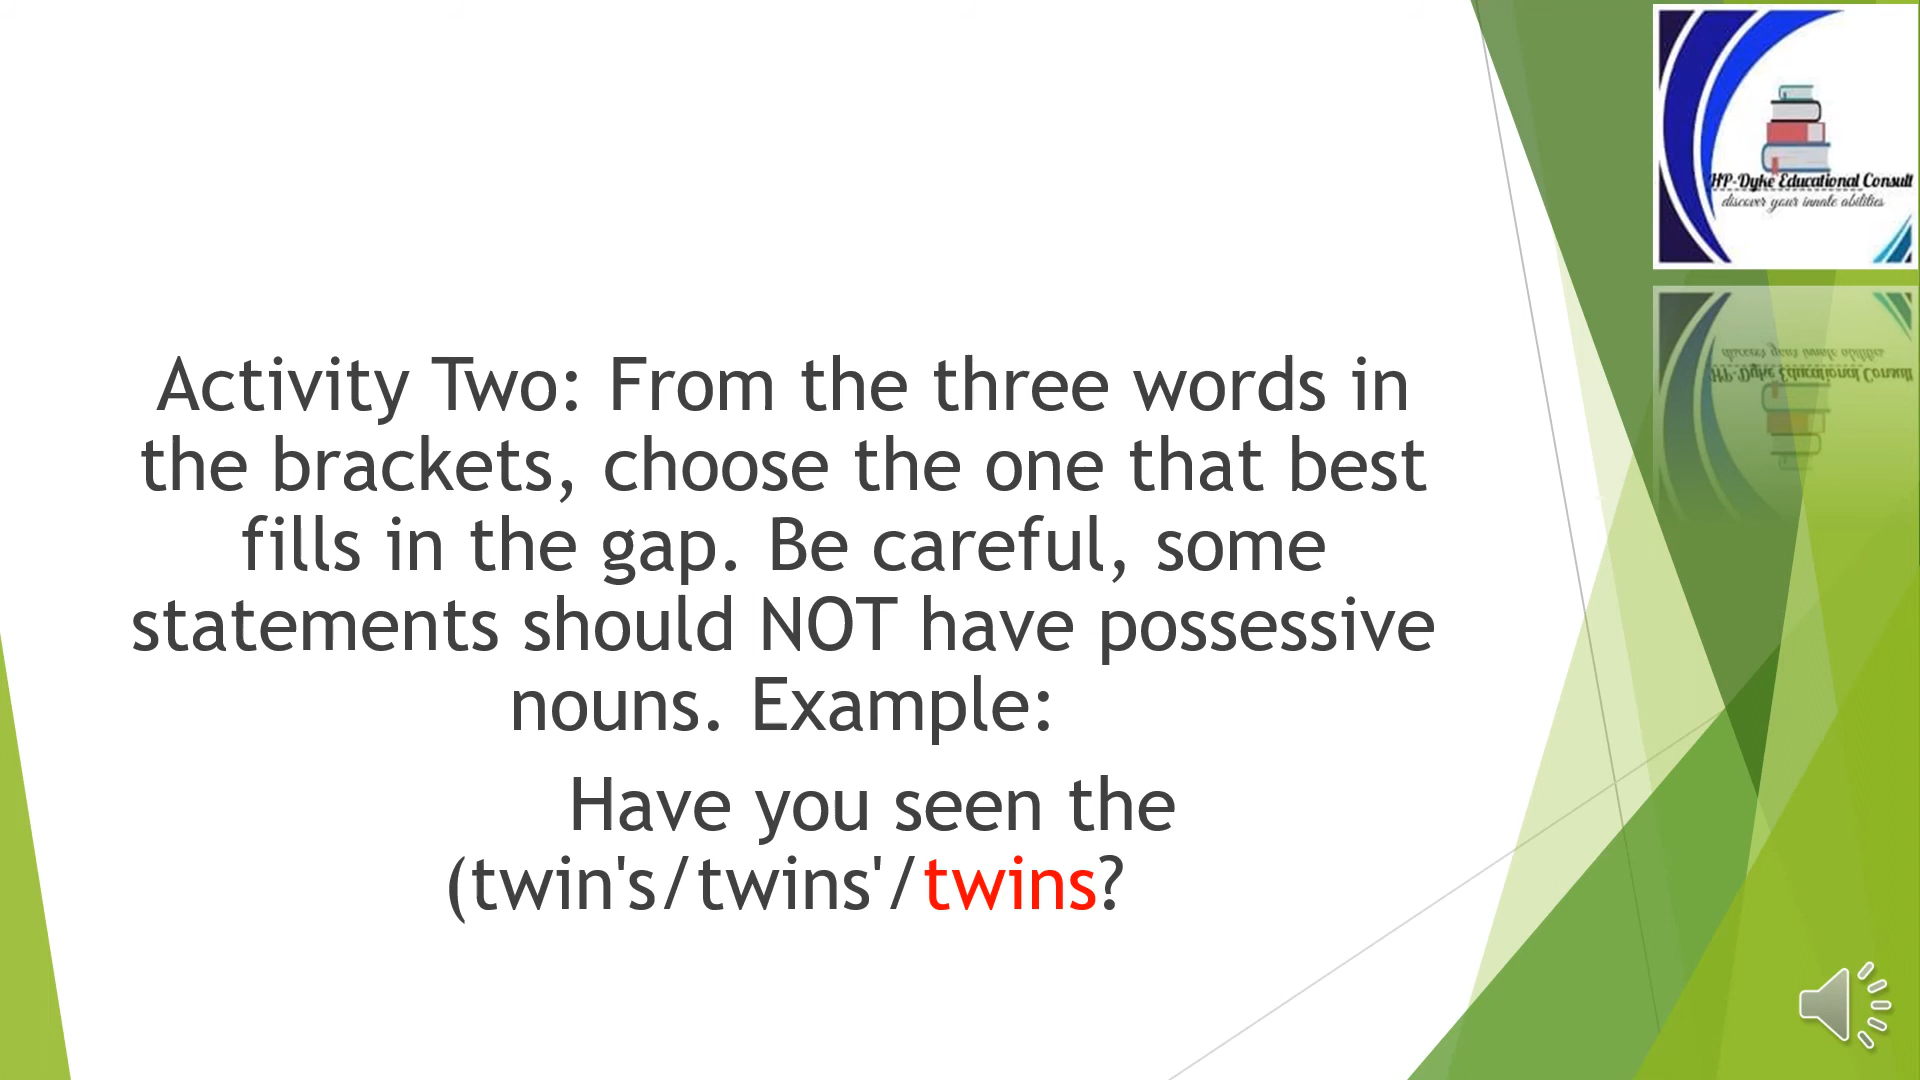 HP-Dyke Educational Consult
discover your innate abilities
Activity Two: From the three words in
the brackets, choose the one that best
fills in the gap. Be careful, some
statements should NOT have possessive
nouns. Example:
Have you seen the
(twin's/twins'/twins?